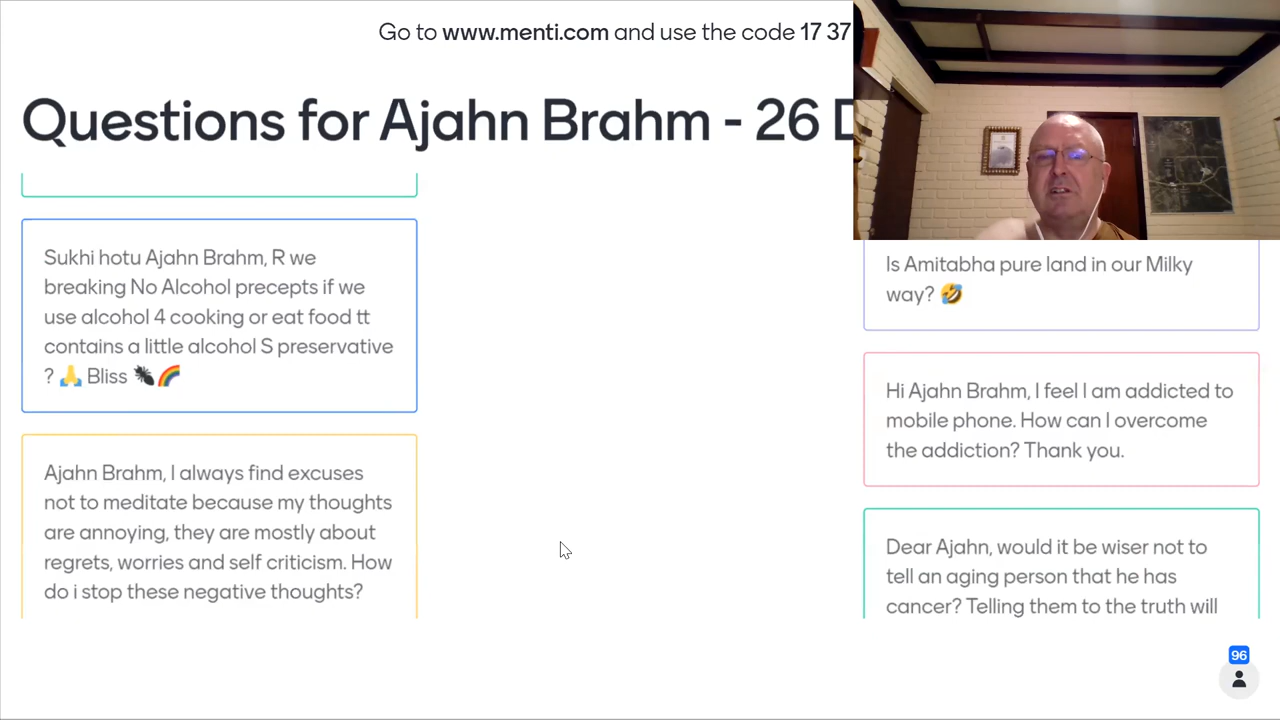 Go to www.menti.com and use the code 17 37
Questions for Ajahn Brahm - 26 D
Sukhi hotu Ajahn Brahm, R we
breaking No Alcohol precepts if we
use alcohol 4 cooking or eat food tt
contains a little alcohol S preservative
? 🙏 Bliss 🐜🌈
Ajahn Brahm, I always find excuses
not to meditate because my thoughts
are annoying, they are mostly about
regrets, worries and self criticism. How
do i stop these negative thoughts?
Is Amitabha pure land in our Milky
way? 🤣
Hi Ajahn Brahm, I feel I am addicted to
mobile phone. How can I overcome
the addiction? Thank you.
Dear Ajahn, would it be wiser not to
tell an aging person that he has
cancer? Telling them to the truth will
96